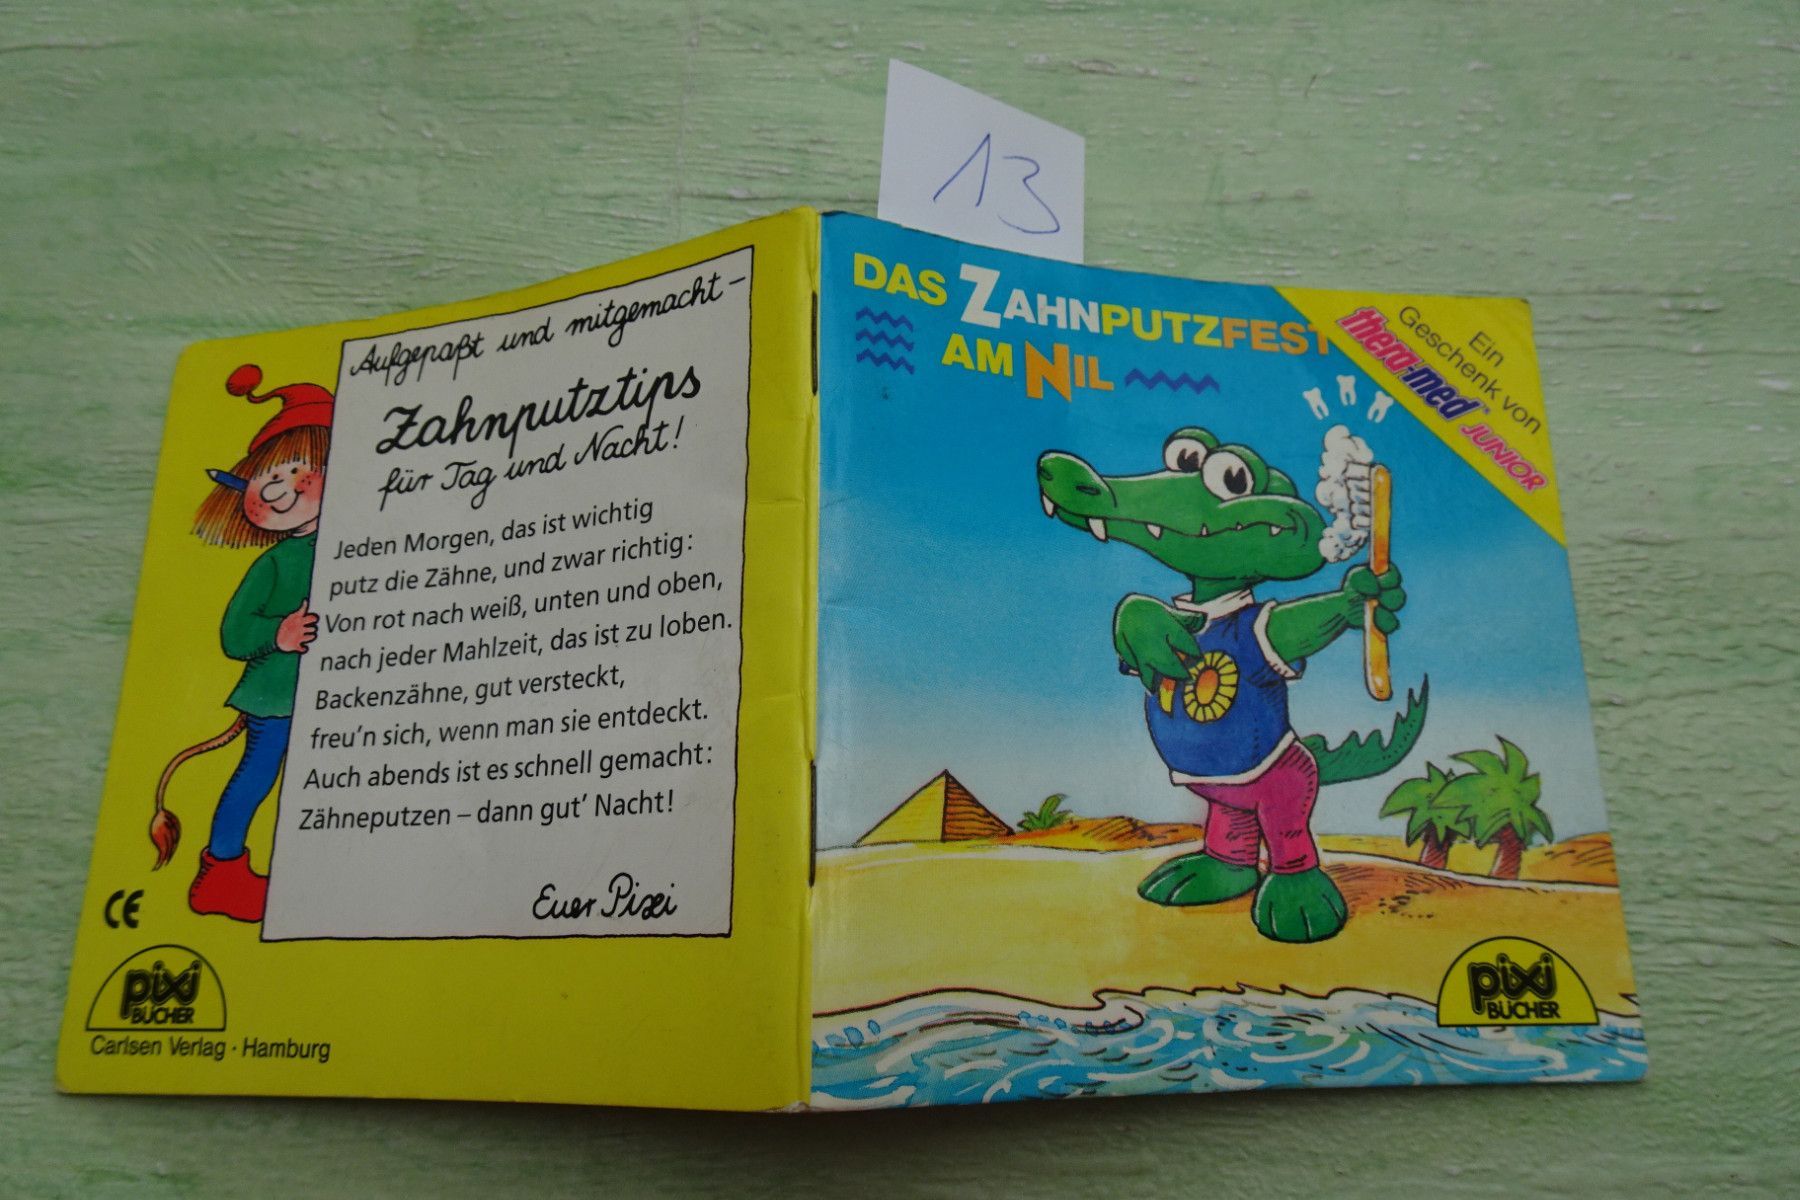 13
Aufgepaßt und mitgemacht –
Zahnputztips
für Tag und Nacht!
Jeden Morgen, das ist wichtig
putz die Zähne, und zwar richtig:
Von rot nach weiß, unten und oben,
nach jeder Mahlzeit, das ist zu loben.
Backenzähne, gut versteckt,
freu'n sich, wenn man sie entdeckt.
Auch abends ist es schnell gemacht:
Zähneputzen – dann gut' Nacht!
Euer Pixi
CE
pixi
BÜCHER
Carlsen Verlag · Hamburg
DAS ZAHNPUTZFEST
AM NIL
Ein
Geschenk von
thera-med
JUNIOR
pixi
BÜCHER